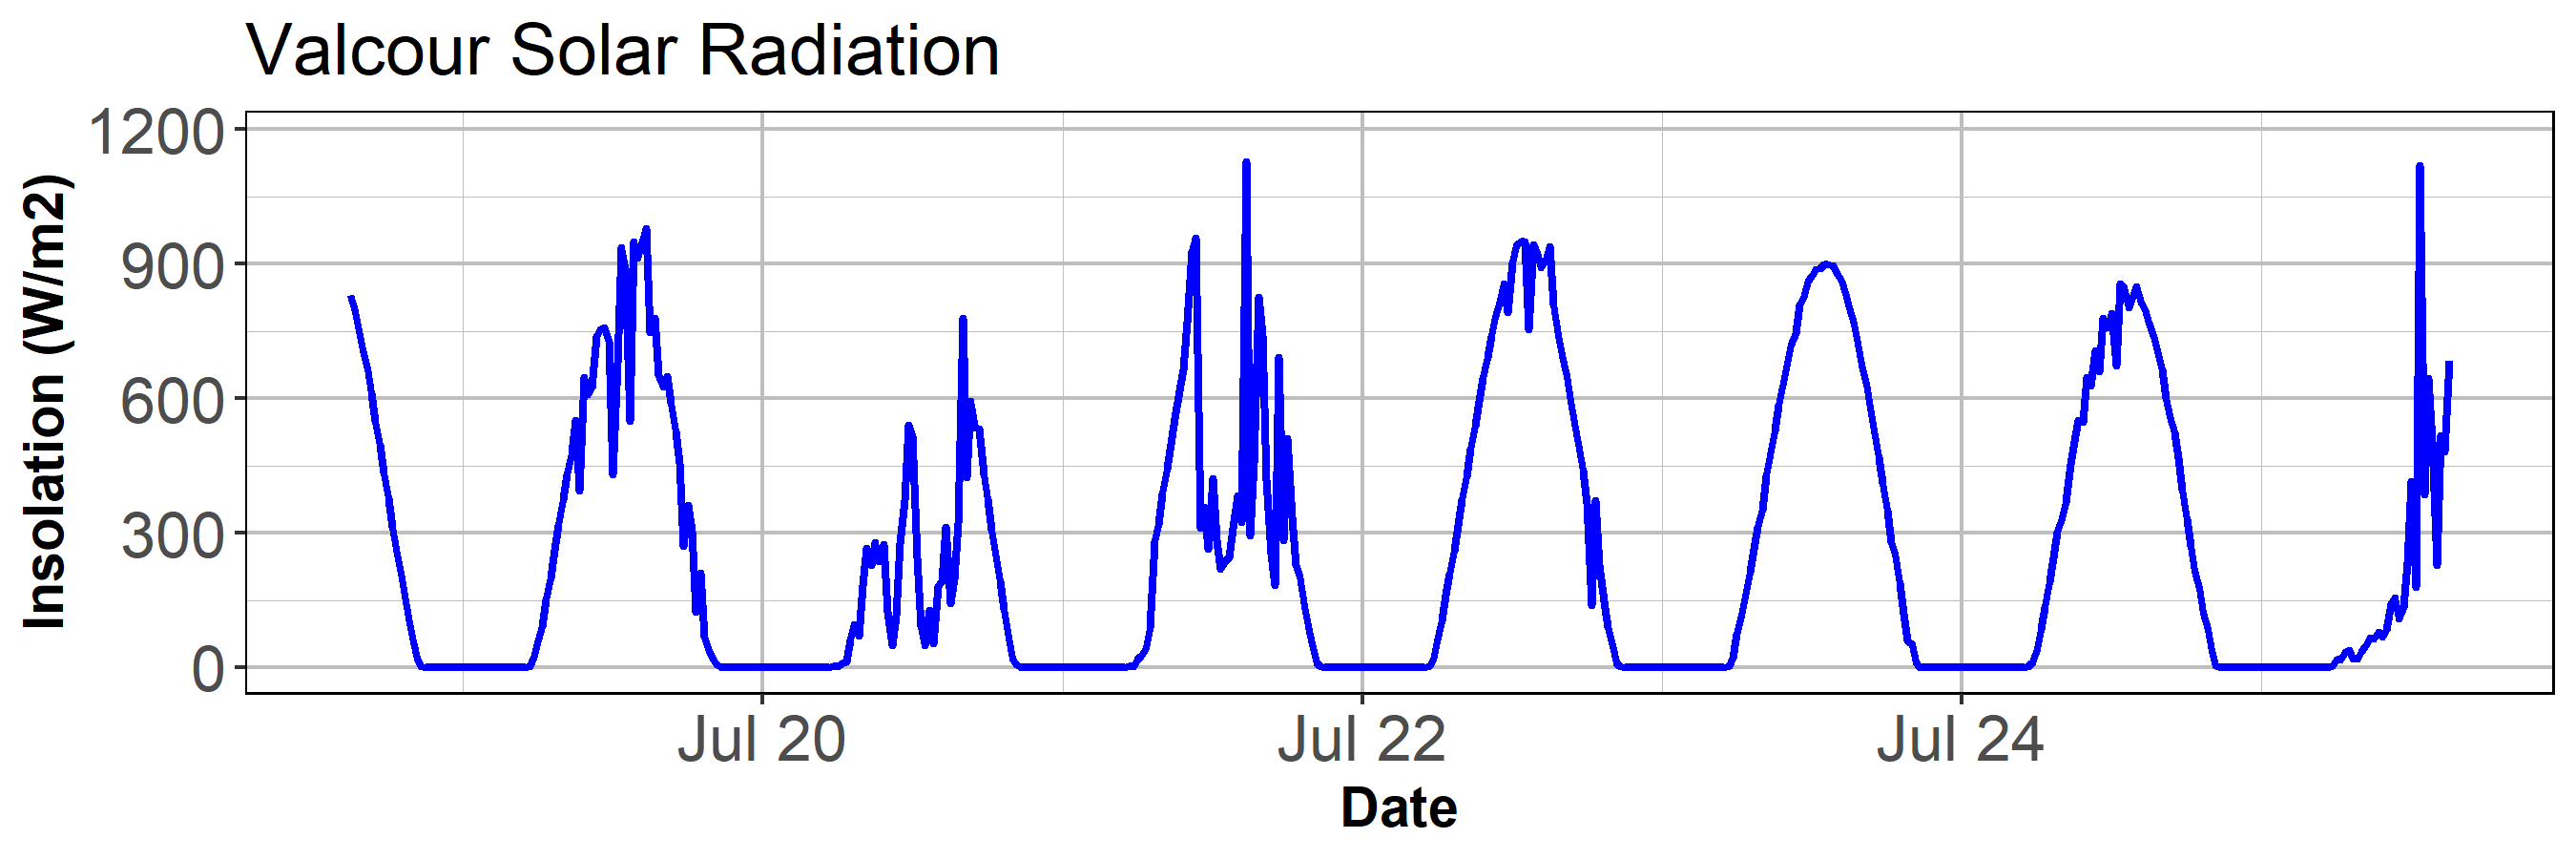 Valcour Solar Radiation
1200
900
600
300
0
Insolation (W/m2)
Jul 20 Jul 22 Jul 24
Date